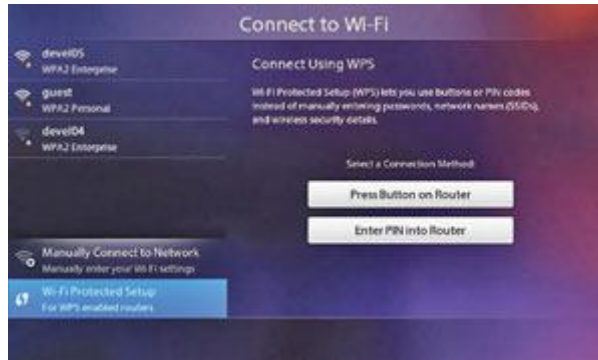 Connect to Wi-Fi
devel05
WPA2 Enterprise
guest
WPA2 Personal
devel04
WPA2 Enterprise
Manually Connect to Network
Manually enter your Wi-Fi settings
Wi-Fi Protected Setup
For WPS enabled routers
Connect Using WPS
Wi-Fi Protected Setup (WPS) lets you use buttons or PIN codes
instead of manually entering passwords, network names (SSIDs),
and wireless security details.
Select a Connection Method:
Press Button on Router
Enter PIN into Router